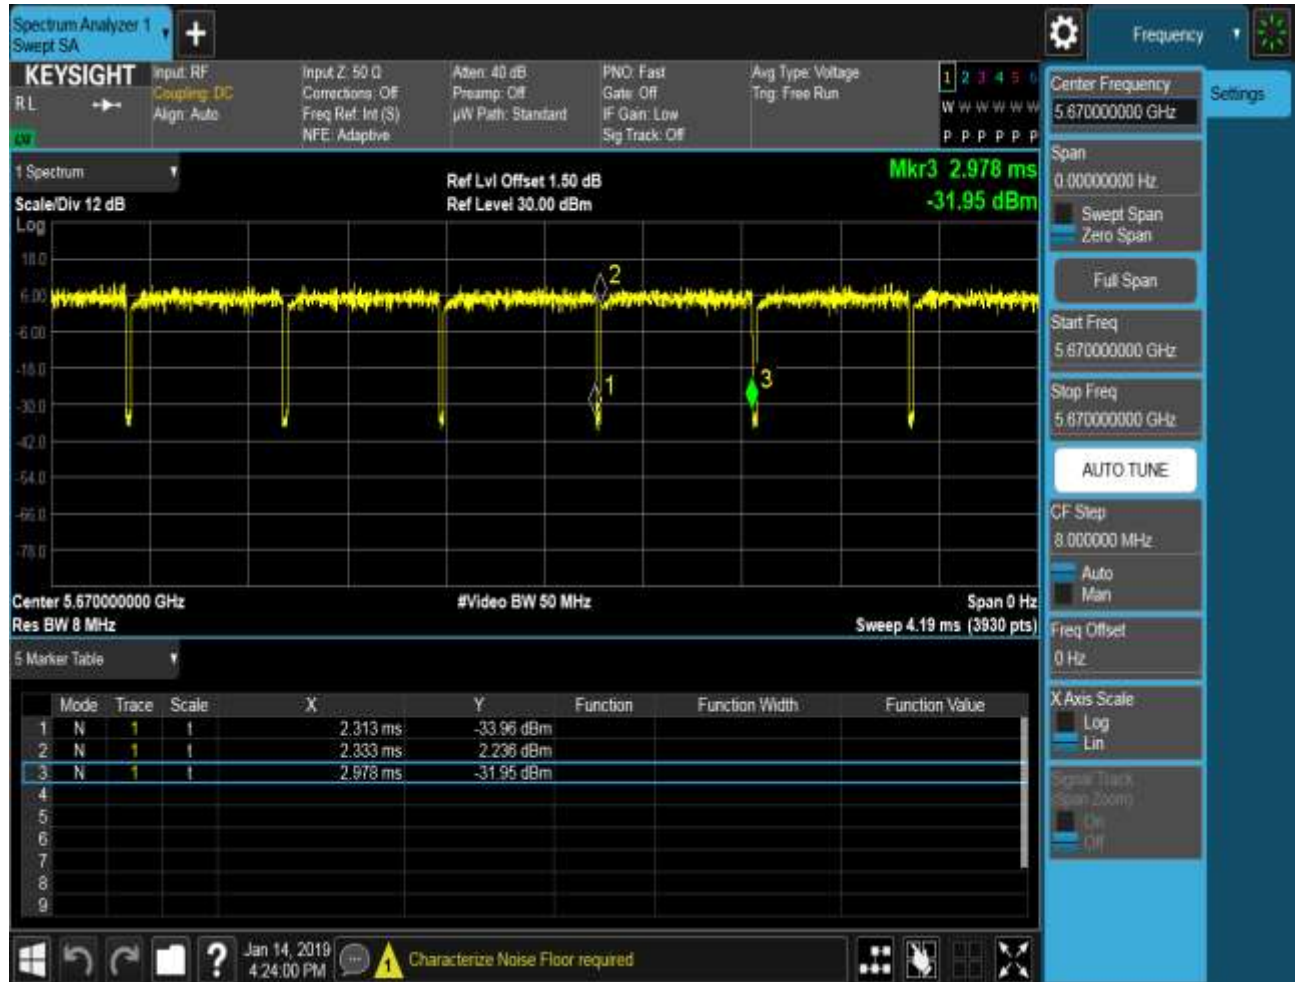 Spectrum Analyzer 1
Swept SA
+
Frequency
KEYSIGHT
RL
Input: RF
Coupling: DC
Align: Auto
Input Z: 50 Ω
Corrections: Off
Freq Ref: Int (S)
NFE: Adaptive
Atten: 40 dB
Preamp: Off
µW Path: Standard
PNO: Fast
Gate: Off
IF Gain: Low
Sig Track: Off
Avg Type: Voltage
Trig: Free Run
1 2 3 4 5 6
W W W W W W
P P P P P P
Center Frequency
5.670000000 GHz
Settings
Span
0.00000000 Hz
Swept Span
Zero Span
Full Span
Start Freq
5.670000000 GHz
Stop Freq
5.670000000 GHz
AUTO TUNE
CF Step
8.000000 MHz
Auto
Man
Freq Offset
0 Hz
X Axis Scale
Log
Lin
Signal Track
(Span Zoom)
On
Off
1 Spectrum
Scale/Div 12 dB
Log
Ref Lvl Offset 1.50 dB
Ref Level 30.00 dBm
Mkr3 2.978 ms
-31.95 dBm
18.0
6.00
-6.00
-18.0
-30.0
-42.0
-54.0
-66.0
-78.0
2
1
3
Center 5.670000000 GHz
#Video BW 50 MHz
Span 0 Hz
Res BW 8 MHz
Sweep 4.19 ms (3930 pts)
5 Marker Table
Mode Trace Scale X Y Function Function Width Function Value
1 N 1 t 2.313 ms -33.96 dBm
2 N 1 t 2.333 ms 2.236 dBm
3 N 1 t 2.978 ms -31.95 dBm
4
5
6
7
8
9
?
Jan 14, 2019
4:24:00 PM
1
Characterize Noise Floor required